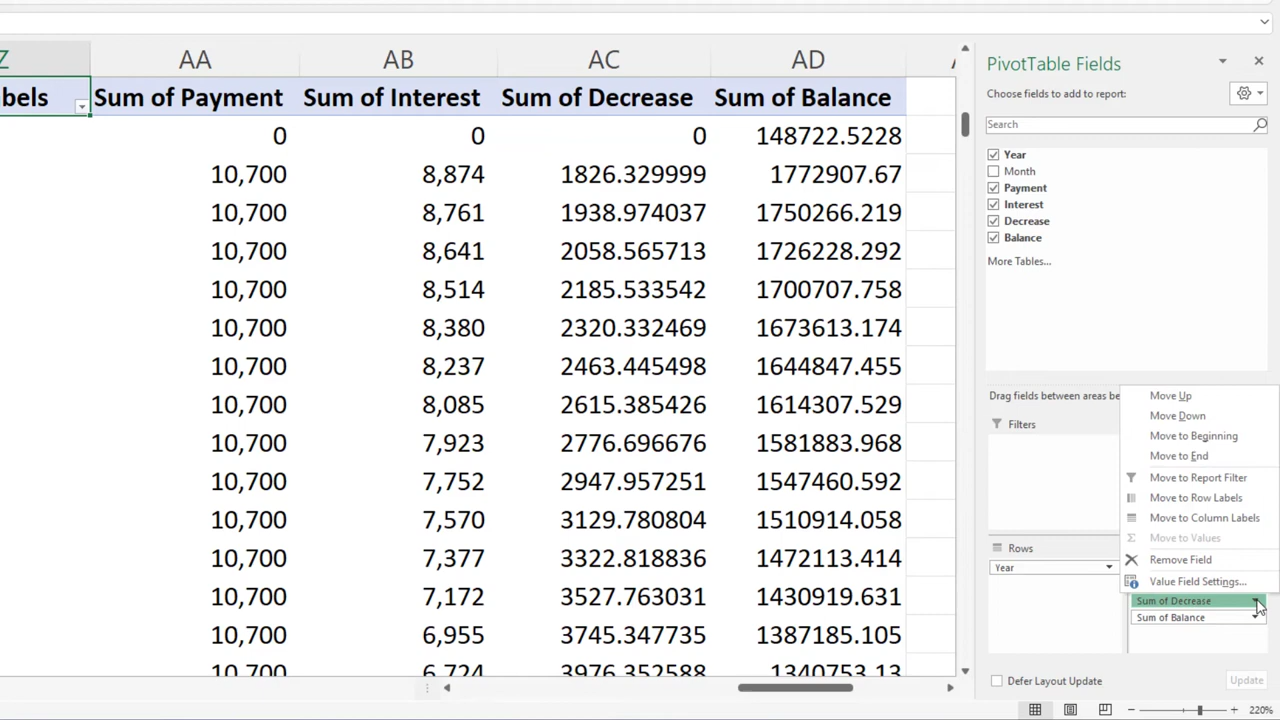 Z AA AB AC AD
bels Sum of Payment Sum of Interest Sum of Decrease Sum of Balance
0 0 0 148722.5228
10,700 8,874 1826.329999 1772907.67
10,700 8,761 1938.974037 1750266.219
10,700 8,641 2058.565713 1726228.292
10,700 8,514 2185.533542 1700707.758
10,700 8,380 2320.332469 1673613.174
10,700 8,237 2463.445498 1644847.455
10,700 8,085 2615.385426 1614307.529
10,700 7,923 2776.696676 1581883.968
10,700 7,752 2947.957251 1547460.592
10,700 7,570 3129.780804 1510914.058
10,700 7,377 3322.818836 1472113.414
10,700 7,172 3527.763031 1430919.631
10,700 6,955 3745.347735 1387185.105
10,700 6,724 3976.352588 1340753.13
PivotTable Fields
Choose fields to add to report:
Search
Year
Month
Payment
Interest
Decrease
Balance
More Tables...
Drag fields between areas be
Filters
Rows
Year
Move Up
Move Down
Move to Beginning
Move to End
Move to Report Filter
Move to Row Labels
Move to Column Labels
Σ Move to Values
Remove Field
Value Field Settings...
Sum of Decrease
Sum of Balance
Defer Layout Update Update
220%